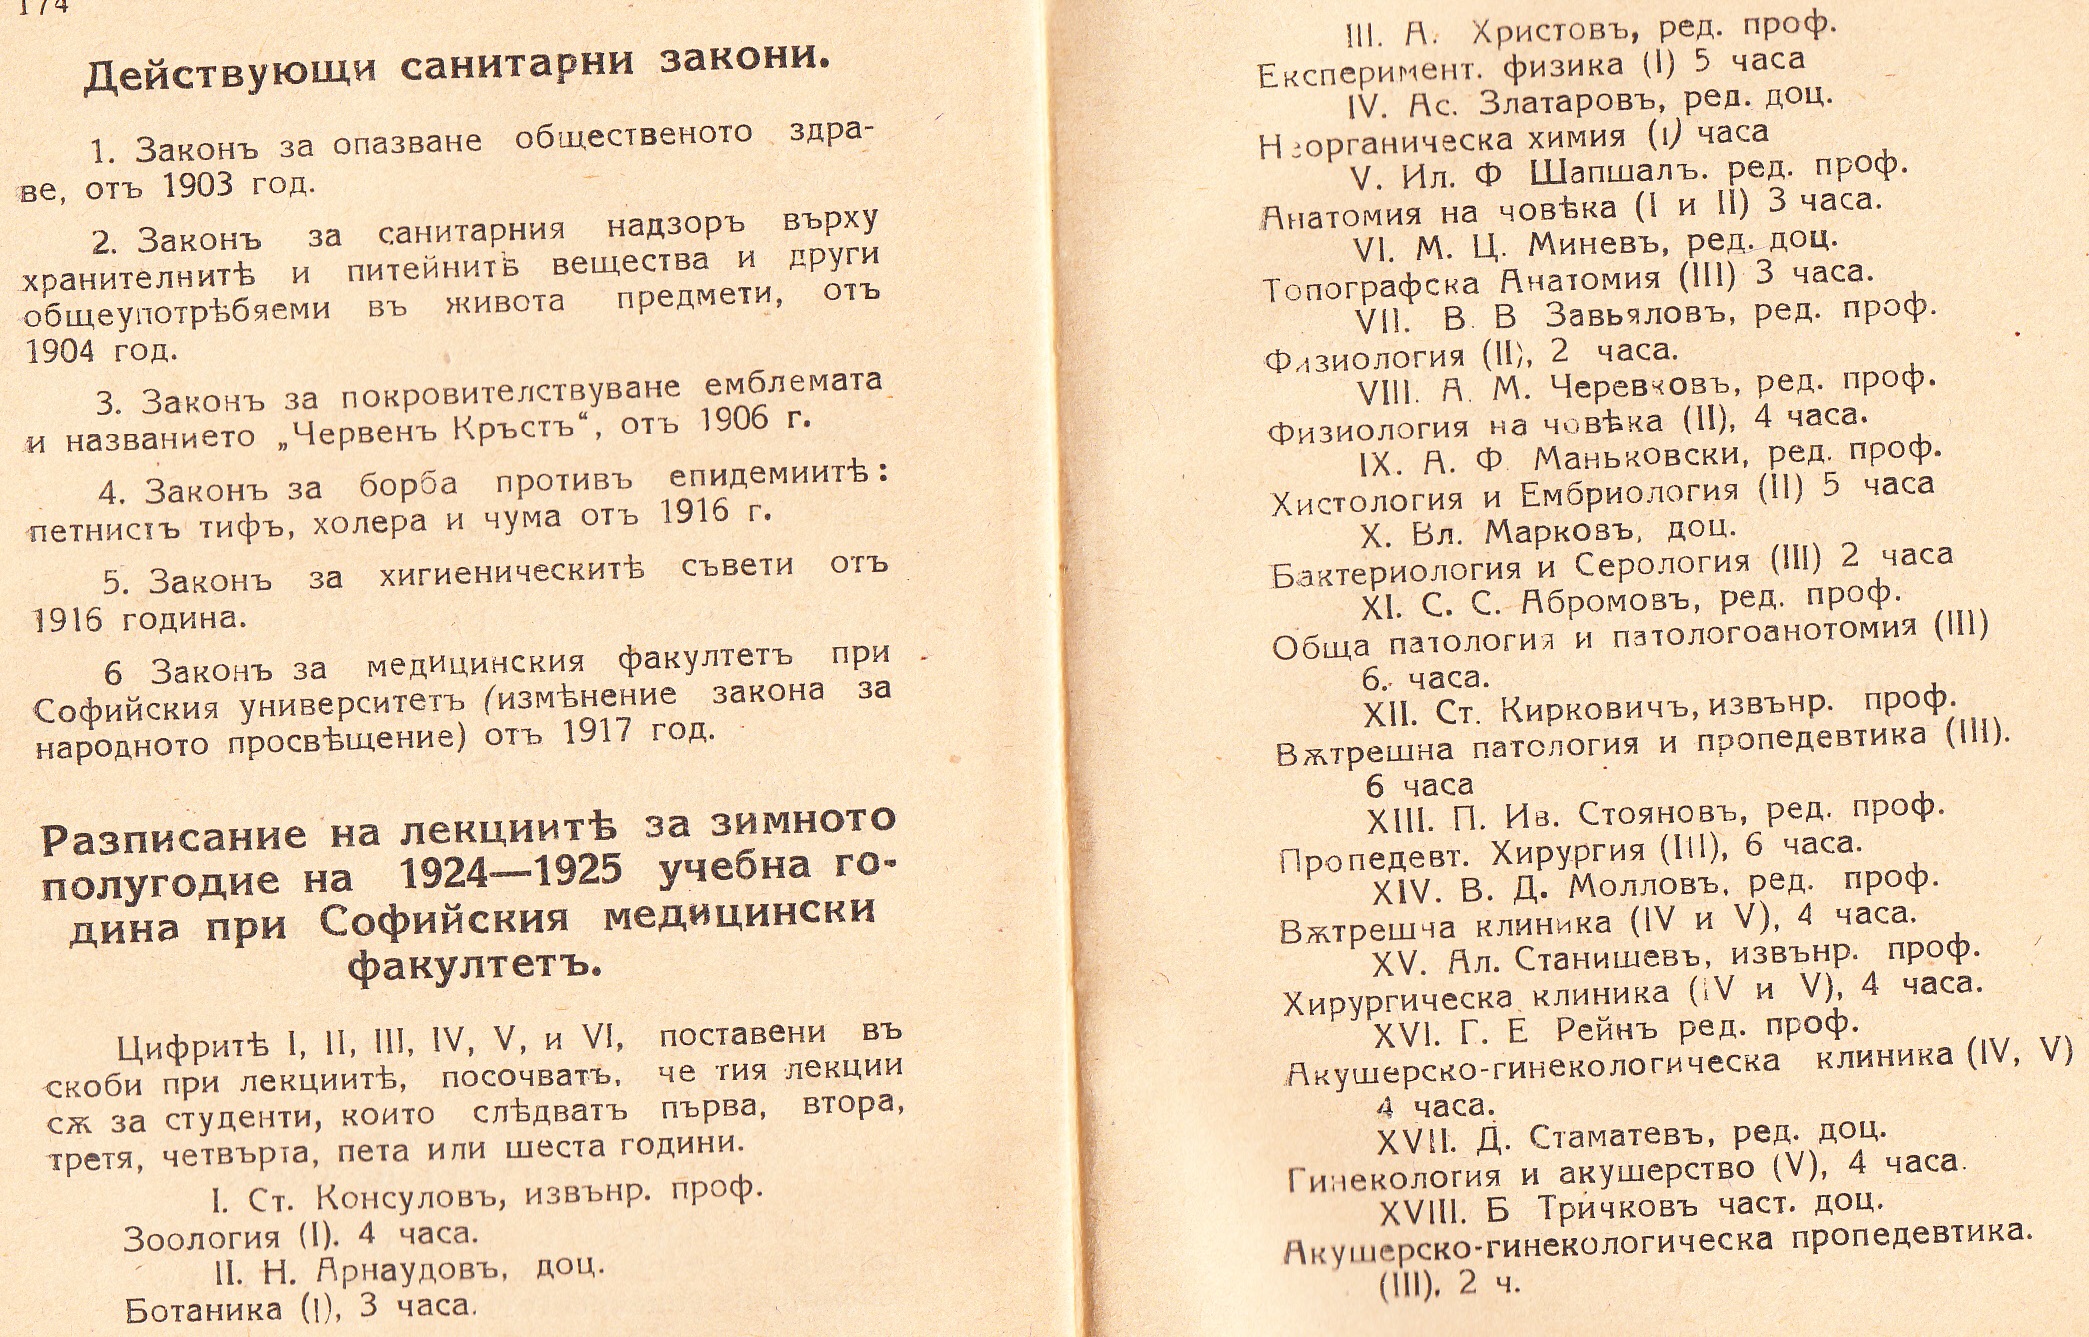 174
Действующи санитарни закони.
1. Законъ за опазване общественото здра-
ве, отъ 1903 год.
2. Законъ за санитарния надзоръ върху
хранителнитѣ и питейнитѣ вещества и други
общеупотрѣбяеми въ живота предмети, отъ
1904 год.
3. Законъ за покровителствуване емблемата
и названието „Червенъ Кръстъ“, отъ 1906 г.
4. Законъ за борба противъ епидемиитѣ:
петнистъ тифъ, холера и чума отъ 1916 г.
5. Законъ за хигиеническитѣ съвети отъ
1916 година.
6 Законъ за медицинския факултетъ при
Софийския университетъ (измѣнение закона за
народното просвѣщение) отъ 1917 год.
Разписание на лекциитѣ за зимното
полугодие на 1924—1925 учебна го-
дина при Софийския медицински
факултетъ.
Цифритѣ I, II, III, IV, V, и VI, поставени въ
скоби при лекциитѣ, посочватъ, че тия лекции
сѫ за студенти, които слѣдватъ първа, втора,
третя, четвърта, пета или шеста години.
I. Ст. Консуловъ, извънр. проф.
Зоология (I). 4 часа.
II. Н. Арнаудовъ, доц.
Ботаника (I), 3 часа.
III. А. Христовъ, ред. проф.
Експеримент. физика (I) 5 часа
IV. Ас. Златаровъ, ред. доц.
Неорганическа химия (I) часа
V. Ил. Ф Шапшалъ. ред. проф.
Анатомия на човѣка (I и II) 3 часа.
VI. М. Ц. Миневъ, ред. доц.
Топографска Анатомия (III) 3 часа.
VII. В. В Завьяловъ, ред. проф.
Физиология (II), 2 часа.
VIII. А. М. Черевковъ, ред. проф.
Физиология на човѣка (II), 4 часа.
IX. А. Ф. Маньковски, ред. проф.
Хистология и Ембриология (II) 5 часа
X. Вл. Марковъ, доц.
Бактериология и Серология (III) 2 часа
XI. С. С. Абромовъ, ред. проф.
Обща патология и патологоанотомия (III)
6. часа.
XII. Ст. Кирковичъ, извънр. проф.
Вѫтрешна патология и пропедевтика (III).
6 часа
XIII. П. Ив. Стояновъ, ред. проф.
Пропедевт. Хирургия (III), 6 часа.
XIV. В. Д. Молловъ, ред. проф.
Вѫтрешча клиника (IV и V), 4 часа.
XV. Ал. Станишевъ, извънр. проф.
Хирургическа клиника (IV и V), 4 часа.
XVI. Г. Е Рейнъ ред. проф.
Акушерско-гинекологическа клиника (IV, V)
4 часа.
XVII. Д. Стаматевъ, ред. доц.
Гинекология и акушерство (V), 4 часа.
XVIII. Б Тричковъ част. доц.
Акушерско-гинекологическа пропедевтика.
(III), 2 ч.